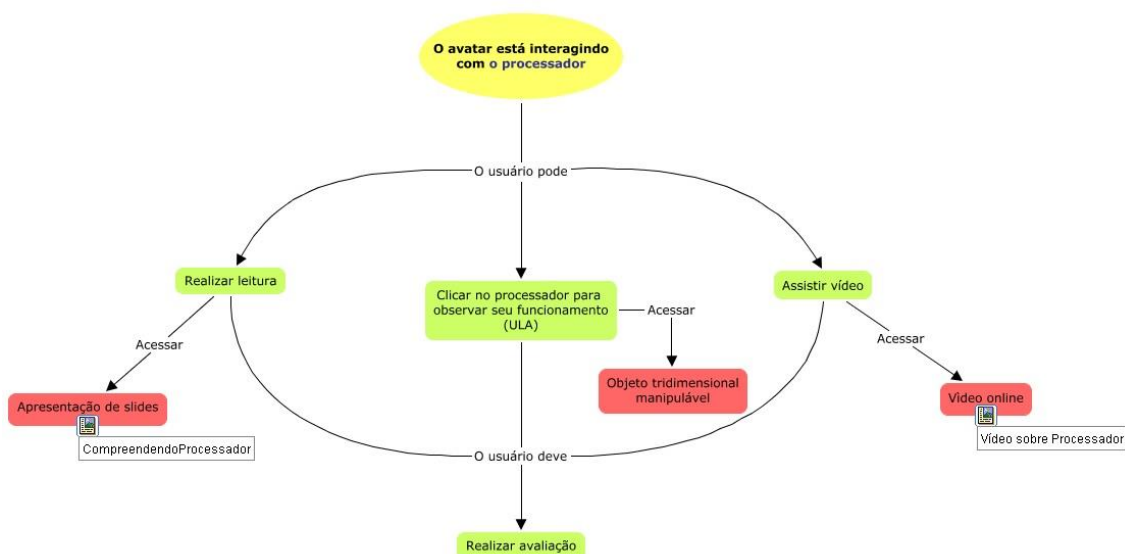 O avatar está interagindo
com o processador
O usuário pode
Realizar leitura
Clicar no processador para
observar seu funcionamento
(ULA)
Assistir vídeo
Acessar
Acessar
Acessar
Apresentação de slides
CompreendendoProcessador
Objeto tridimensional
manipulável
Video online
Vídeo sobre Processador
O usuário deve
Realizar avaliação